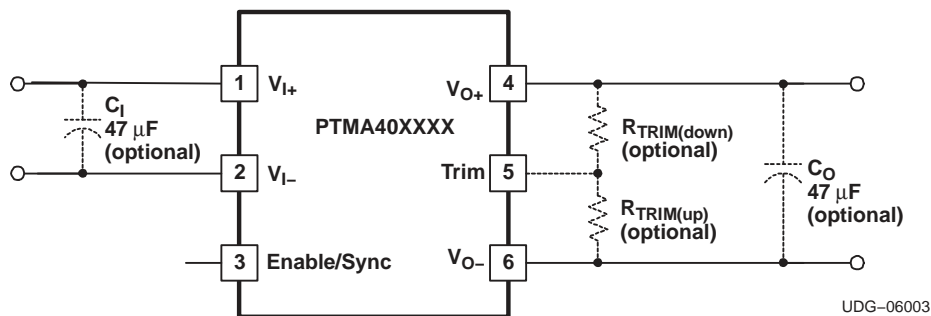 1
V_I+
C_I
47 μF
(optional)
2
V_I–
3
Enable/Sync
PTMA40XXXX
4
V_O+
Trim
5
V_O–
6
R_TRIM(down)
(optional)
R_TRIM(up)
(optional)
C_O
47 μF
(optional)
UDG–06003